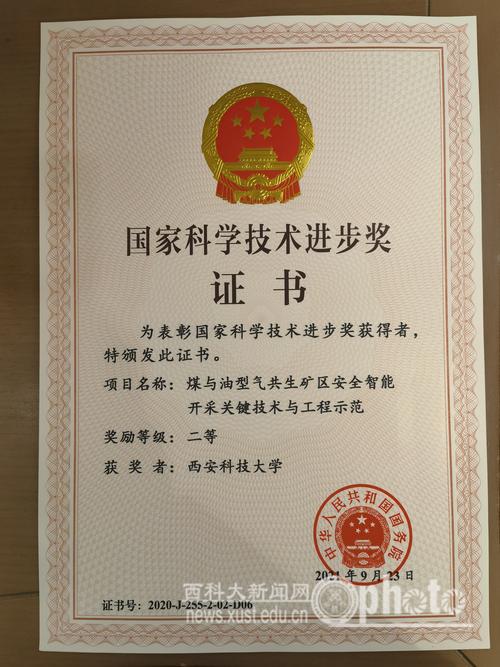 国家科学技术进步奖
证书
为表彰国家科学技术进步奖获得者，
特颁发此证书。
项目名称： 煤与油型气共生矿区安全智能
开采关键技术与工程示范
奖励等级： 二等
获奖者： 西安科技大学
中华人民共和国国务院
2021年9月23日
证书号： 2020-J-255-2-02-D06
西科大新闻网
news.xust.edu.cn
photo